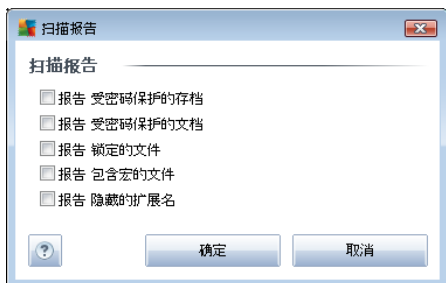 扫描报告
扫描报告
报告 受密码保护的存档
报告 受密码保护的文档
报告 锁定的文件
报告 包含宏的文件
报告 隐藏的扩展名
? 确定 取消